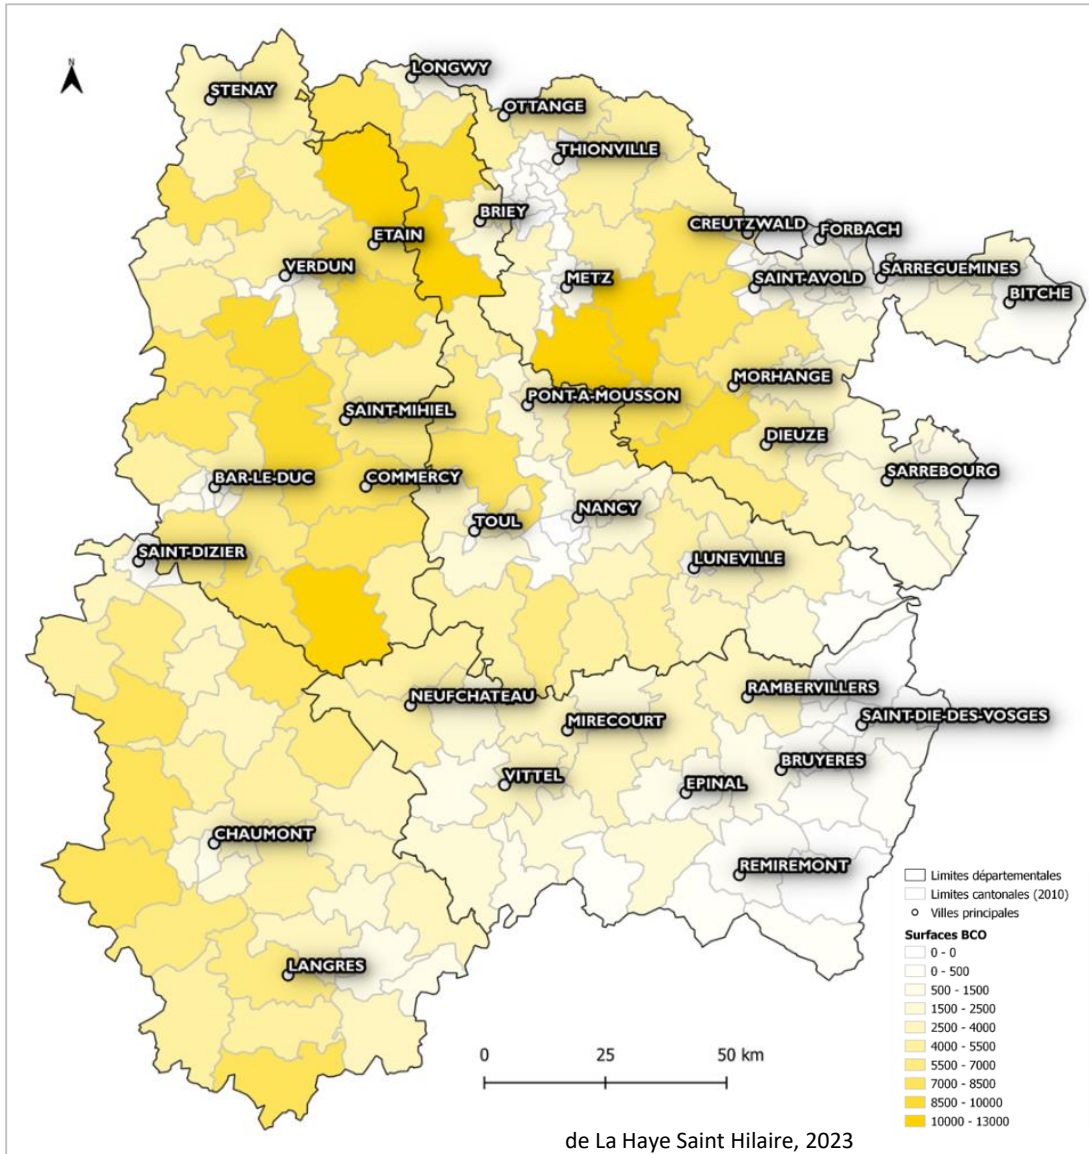 N
LONGWY
STENAY
OTTANGE
THIONVILLE
BRIEY
CREUTZWALD
FORBACH
ETAIN
VERDUN
METZ
SAINT-AVOLD
SARREGUEMINES
BITCHE
MORHANGE
PONT-A-MOUSSON
SAINT-MIHIEL
DIEUZE
BAR-LE-DUC
COMMERCY
SARREBOURG
TOUL
NANCY
SAINT-DIZIER
LUNEVILLE
NEUFCHATEAU
RAMBERVILLERS
MIRECOURT
SAINT-DIE-DES-VOSGES
VITTEL
EPINAL
BRUYERES
CHAUMONT
REMIREMONT
LANGRES
Limites départementales
Limites cantonales (2010)
Villes principales
Surfaces BCO
0 - 0
0 - 500
500 - 1500
1500 - 2500
2500 - 4000
4000 - 5500
5500 - 7000
7000 - 8500
8500 - 10000
10000 - 13000
0 25 50 km
de La Haye Saint Hilaire, 2023